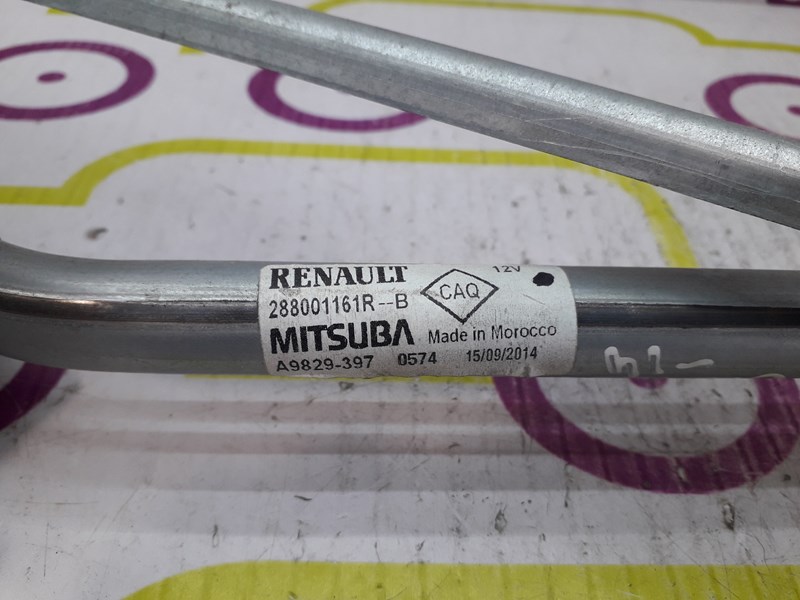 RENAULT 12V
288001161R--B CAQ
MITSUBA Made in Morocco
A9829-397 0574 15/09/2014